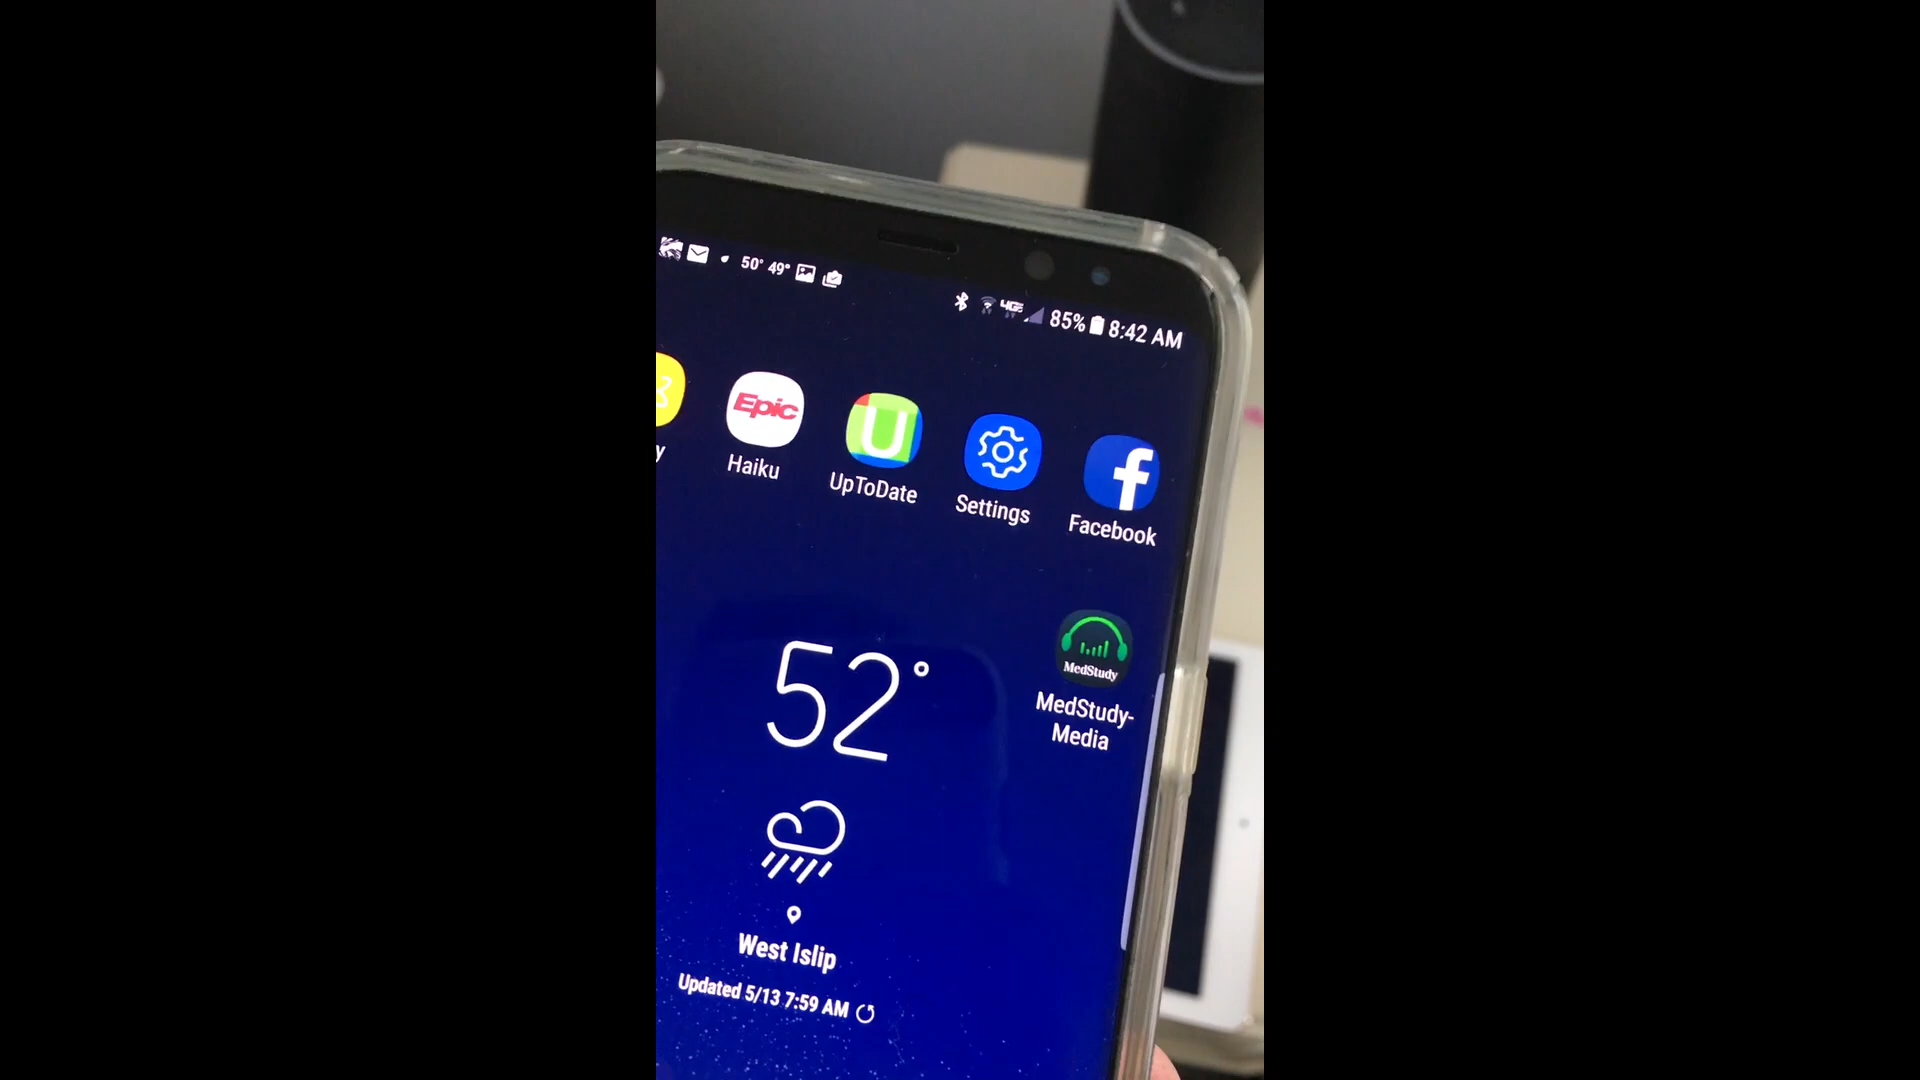 50° 49°
4G 85% 8:42 AM
y
Epic
Haiku
U
UpToDate
Settings
f
Facebook
MedStudy
MedStudy-
Media
52°
West Islip
Updated 5/13 7:59 AM